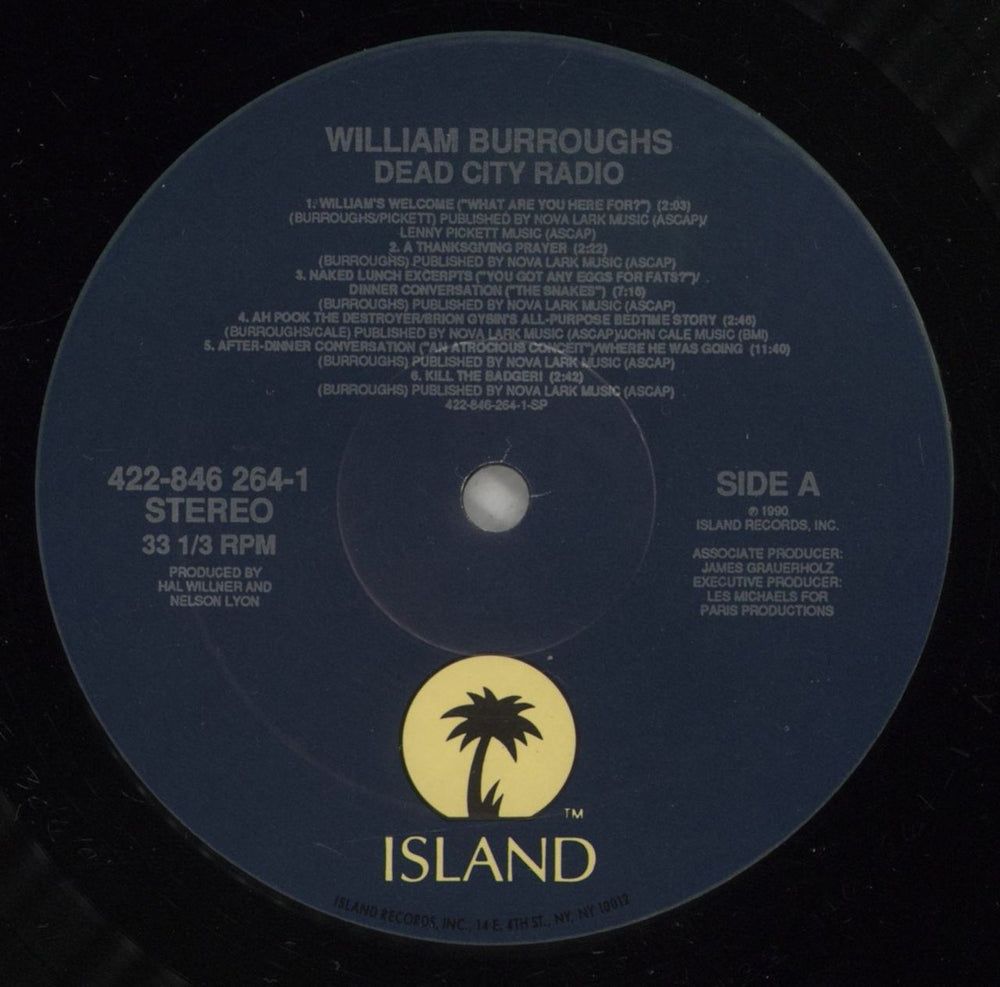 WILLIAM BURROUGHS
DEAD CITY RADIO
1. WILLIAM'S WELCOME ("WHAT ARE YOU HERE FOR?") (2:03)
(BURROUGHS/PICKETT) PUBLISHED BY NOVA LARK MUSIC (ASCAP)/
LENNY PICKETT MUSIC (ASCAP)
2. A THANKSGIVING PRAYER (2:22)
(BURROUGHS) PUBLISHED BY NOVA LARK MUSIC (ASCAP)
3. NAKED LUNCH EXCERPTS ("YOU GOT ANY EGGS FOR FATS?")/
DINNER CONVERSATION ("THE SNAKES") (7:16)
(BURROUGHS) PUBLISHED BY NOVA LARK MUSIC (ASCAP)
4. AH POOK THE DESTROYER/BRION GYSIN'S ALL-PURPOSE BEDTIME STORY (2:46)
(BURROUGHS/CALE) PUBLISHED BY NOVA LARK MUSIC (ASCAP)/JOHN CALE MUSIC (BMI)
5. AFTER-DINNER CONVERSATION ("AN ATROCIOUS CONCEIT")/WHERE HE WAS GOING (11:40)
(BURROUGHS) PUBLISHED BY NOVA LARK MUSIC (ASCAP)
6. KILL THE BADGER! (2:42)
(BURROUGHS) PUBLISHED BY NOVA LARK MUSIC (ASCAP)
422-846-264-1-SP
422-846 264-1
STEREO
33 1/3 RPM
PRODUCED BY
HAL WILLNER AND
NELSON LYON
SIDE A
℗ 1990
ISLAND RECORDS, INC.
ASSOCIATE PRODUCER:
JAMES GRAUERHOLZ
EXECUTIVE PRODUCER:
LES MICHAELS FOR
PARIS PRODUCTIONS
TM
ISLAND
ISLAND RECORDS, INC., 14 E. 4TH ST., NY, NY 10012